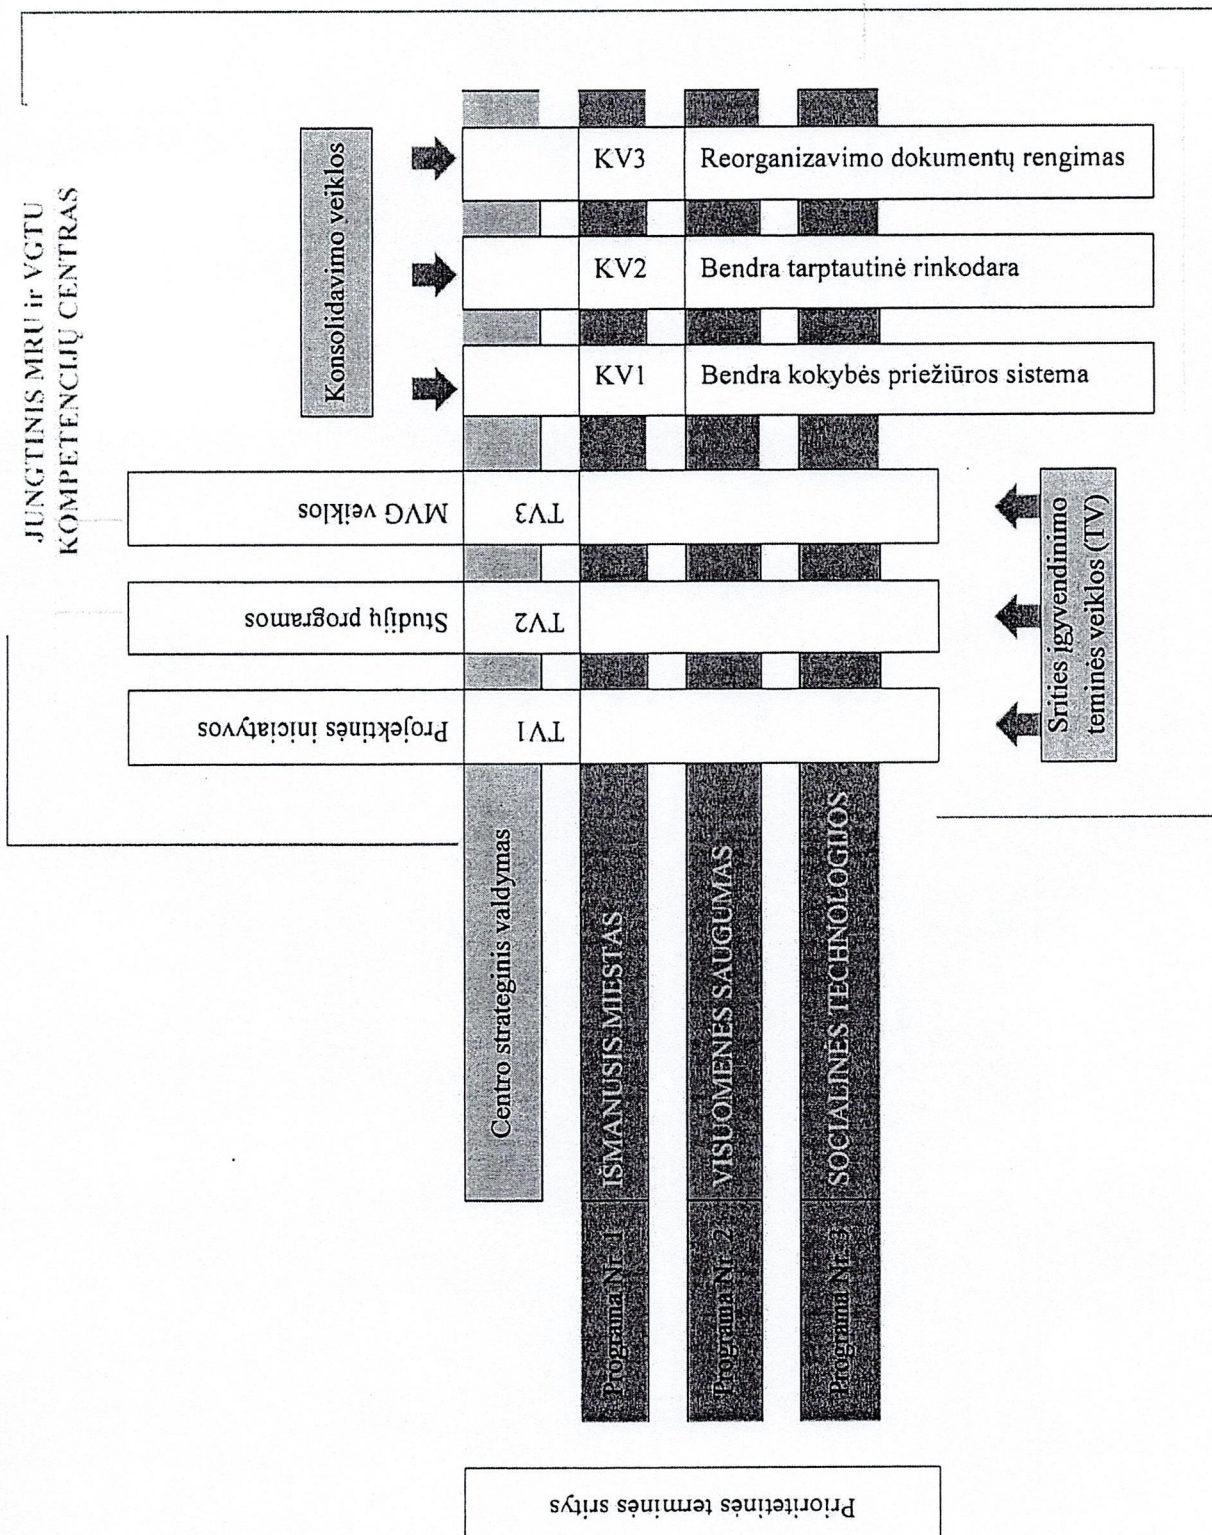 JUNGTINIS MRU ir VGTU
KOMPETENCIJŲ CENTRAS
Konsolidavimo veiklos
KV3 Reorganizavimo dokumentų rengimas
KV2 Bendra tarptautinė rinkodara
KV1 Bendra kokybės priežiūros sistema
MVG veiklos TV3
Studijų programos TV2
Projektinės iniciatyvos TV1
Srities įgyvendinimo
teminės veiklos (TV)
Centro strateginis valdymas
Programa Nr. 1 IŠMANUSIS MIESTAS
Programa Nr. 2 VISUOMENĖS SAUGUMAS
Programa Nr. 3 SOCIALINĖS TECHNOLOGIJOS
Prioritetinės terminės sritys